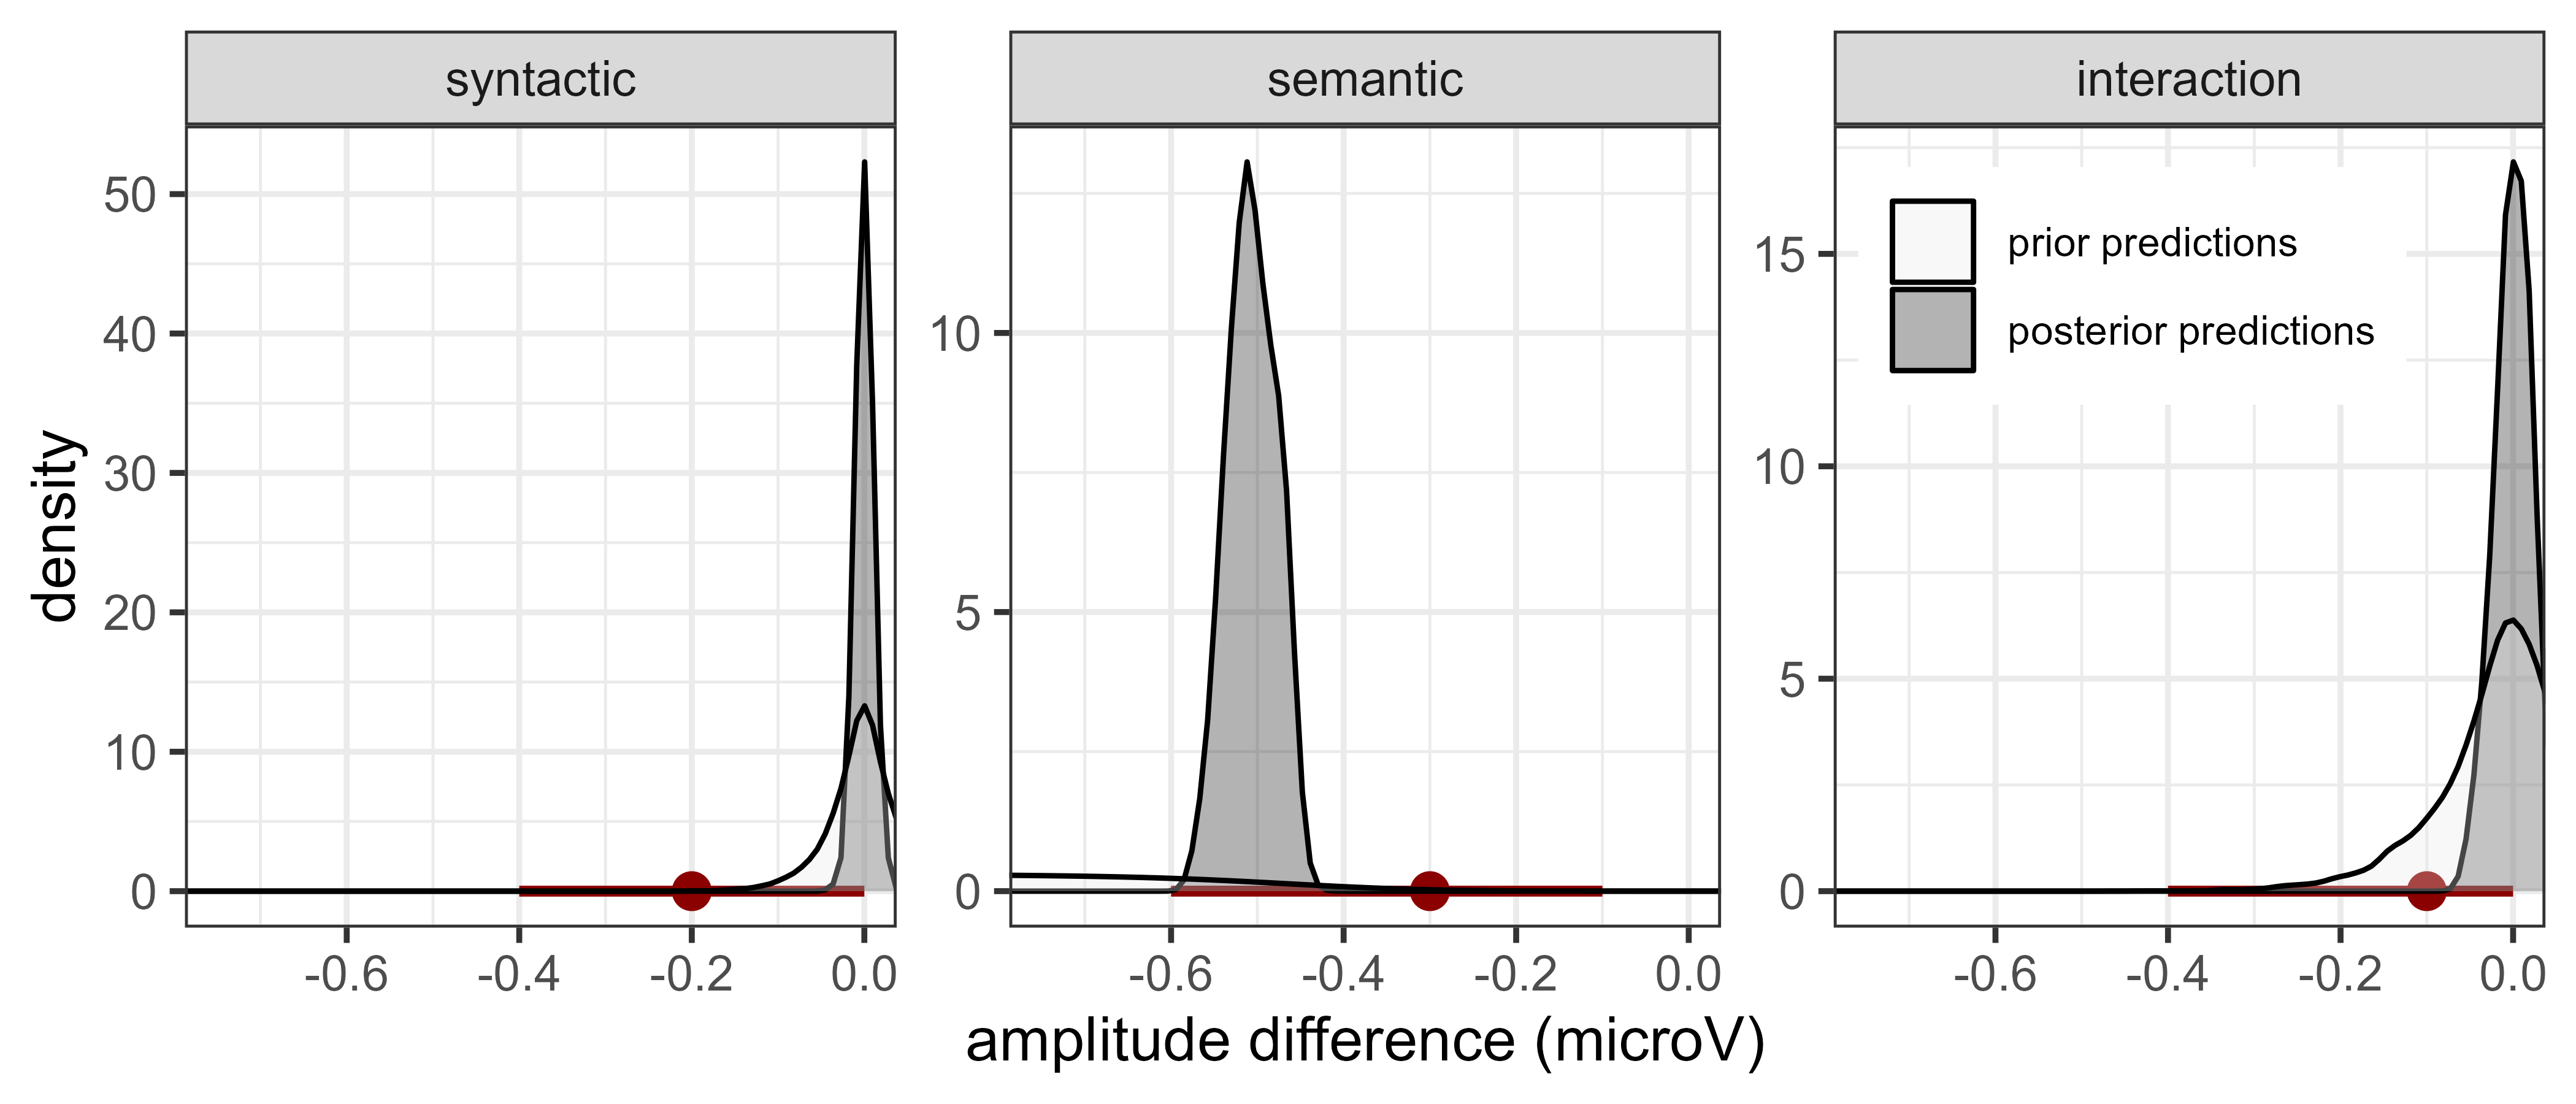 syntactic
semantic
interaction
density
50
40
30
20
10
0
10
5
0
15
10
5
0
prior predictions
posterior predictions
-0.6 -0.4 -0.2 0.0
-0.6 -0.4 -0.2 0.0
-0.6 -0.4 -0.2 0.0
amplitude difference (microV)